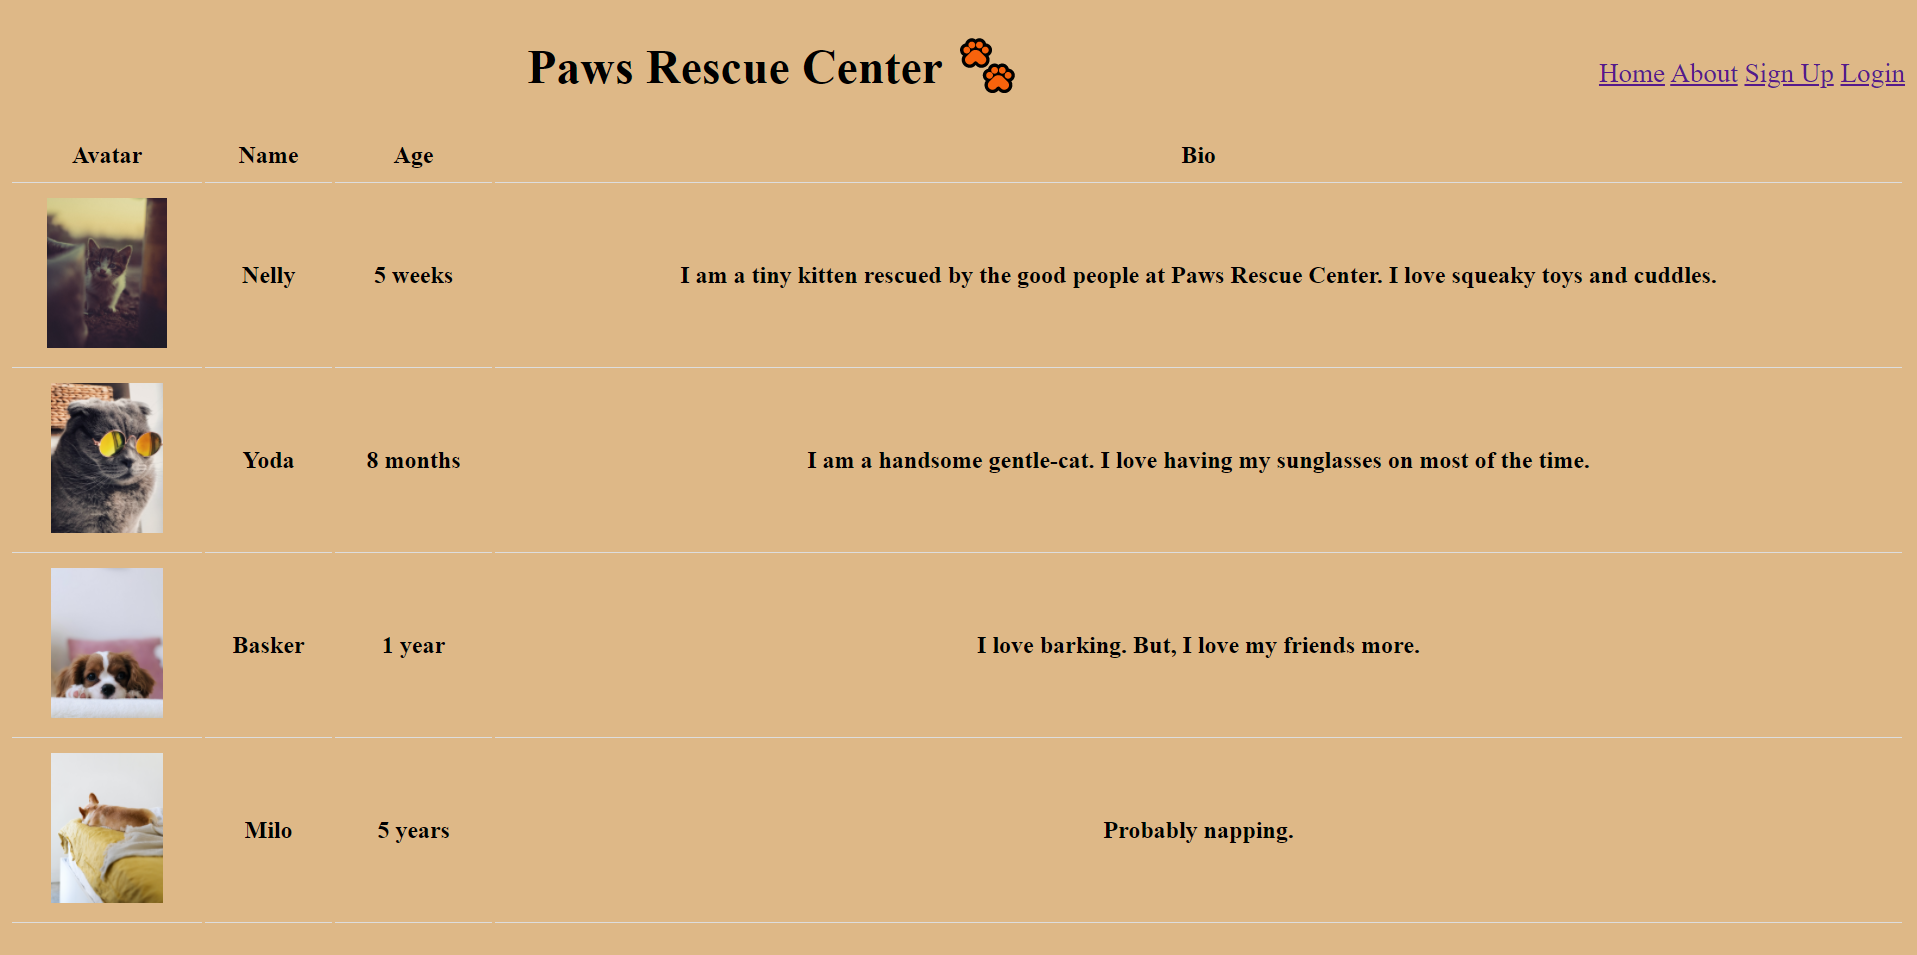 Paws Rescue Center
Home About Sign Up Login
Avatar Name Age Bio
Nelly 5 weeks I am a tiny kitten rescued by the good people at Paws Rescue Center. I love squeaky toys and cuddles.
Yoda 8 months I am a handsome gentle-cat. I love having my sunglasses on most of the time.
Basker 1 year I love barking. But, I love my friends more.
Milo 5 years Probably napping.